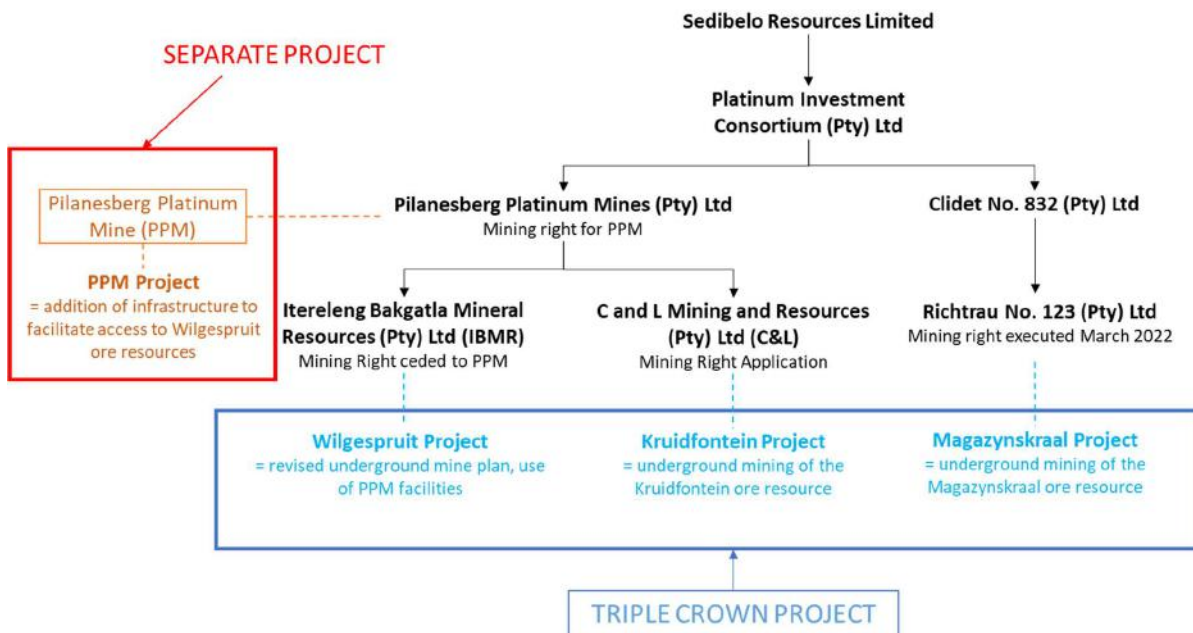 Sedibelo Resources Limited
SEPARATE PROJECT
Platinum Investment
Consortium (Pty) Ltd
Pilanesberg Platinum
Mine (PPM)
PPM Project
= addition of infrastructure to
facilitate access to Wilgespruit
ore resources
Pilanesberg Platinum Mines (Pty) Ltd
Mining right for PPM
Clidet No. 832 (Pty) Ltd
Itereleng Bakgatla Mineral
Resources (Pty) Ltd (IBMR)
Mining Right ceded to PPM
C and L Mining and Resources
(Pty) Ltd (C&L)
Mining Right Application
Richtrau No. 123 (Pty) Ltd
Mining right executed March 2022
Wilgespruit Project
= revised underground mine plan, use
of PPM facilities
Kruidfontein Project
= underground mining of the
Kruidfontein ore resource
Magazynskraal Project
= underground mining of the
Magazynskraal ore resource
TRIPLE CROWN PROJECT